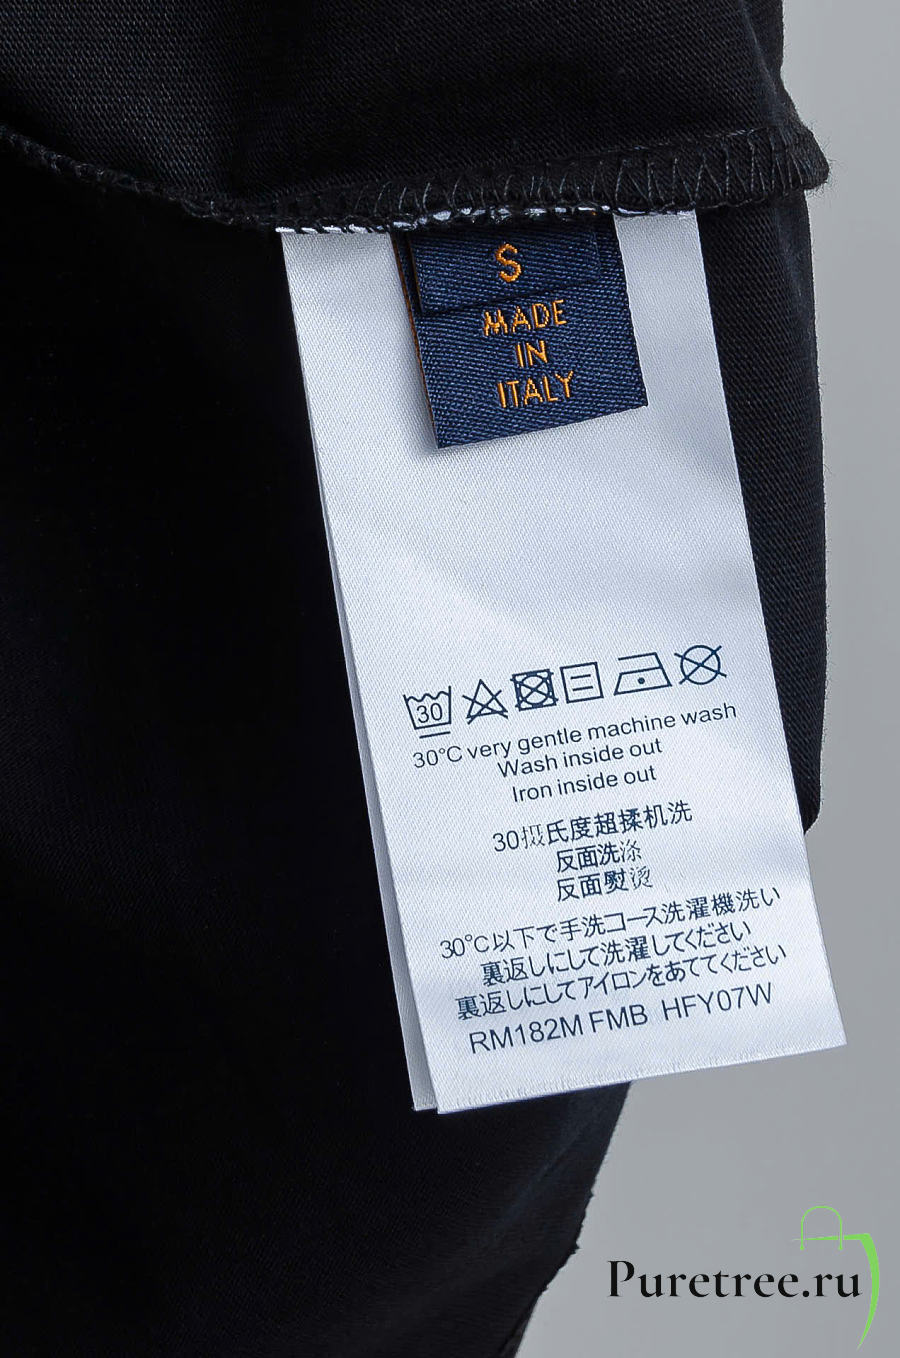 S
MADE
IN
ITALY
30
30°C very gentle machine wash
Wash inside out
Iron inside out
30摄氏度超揉机洗
反面洗涤
反面熨烫
30°C以下で手洗コース洗濯機洗い
裏返しにして洗濯してください
裏返しにしてアイロンをあててください
RM182M FMB HFY07W
Puretree.ru